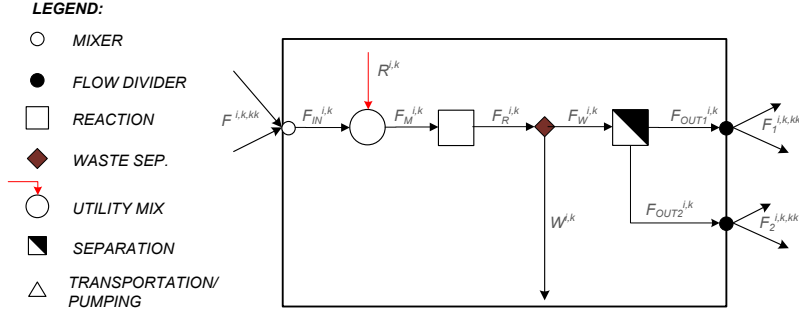 LEGEND:
MIXER
FLOW DIVIDER
REACTION
WASTE SEP.
UTILITY MIX
SEPARATION
TRANSPORTATION/
PUMPING
F i,k,kk
F_IN^i,k
R^i,k
F_M^i,k
F_R^i,k
F_W^i,k
F_OUT1^i,k
F_1^i,k,kk
W^i,k
F_OUT2^i,k
F_2^i,k,kk